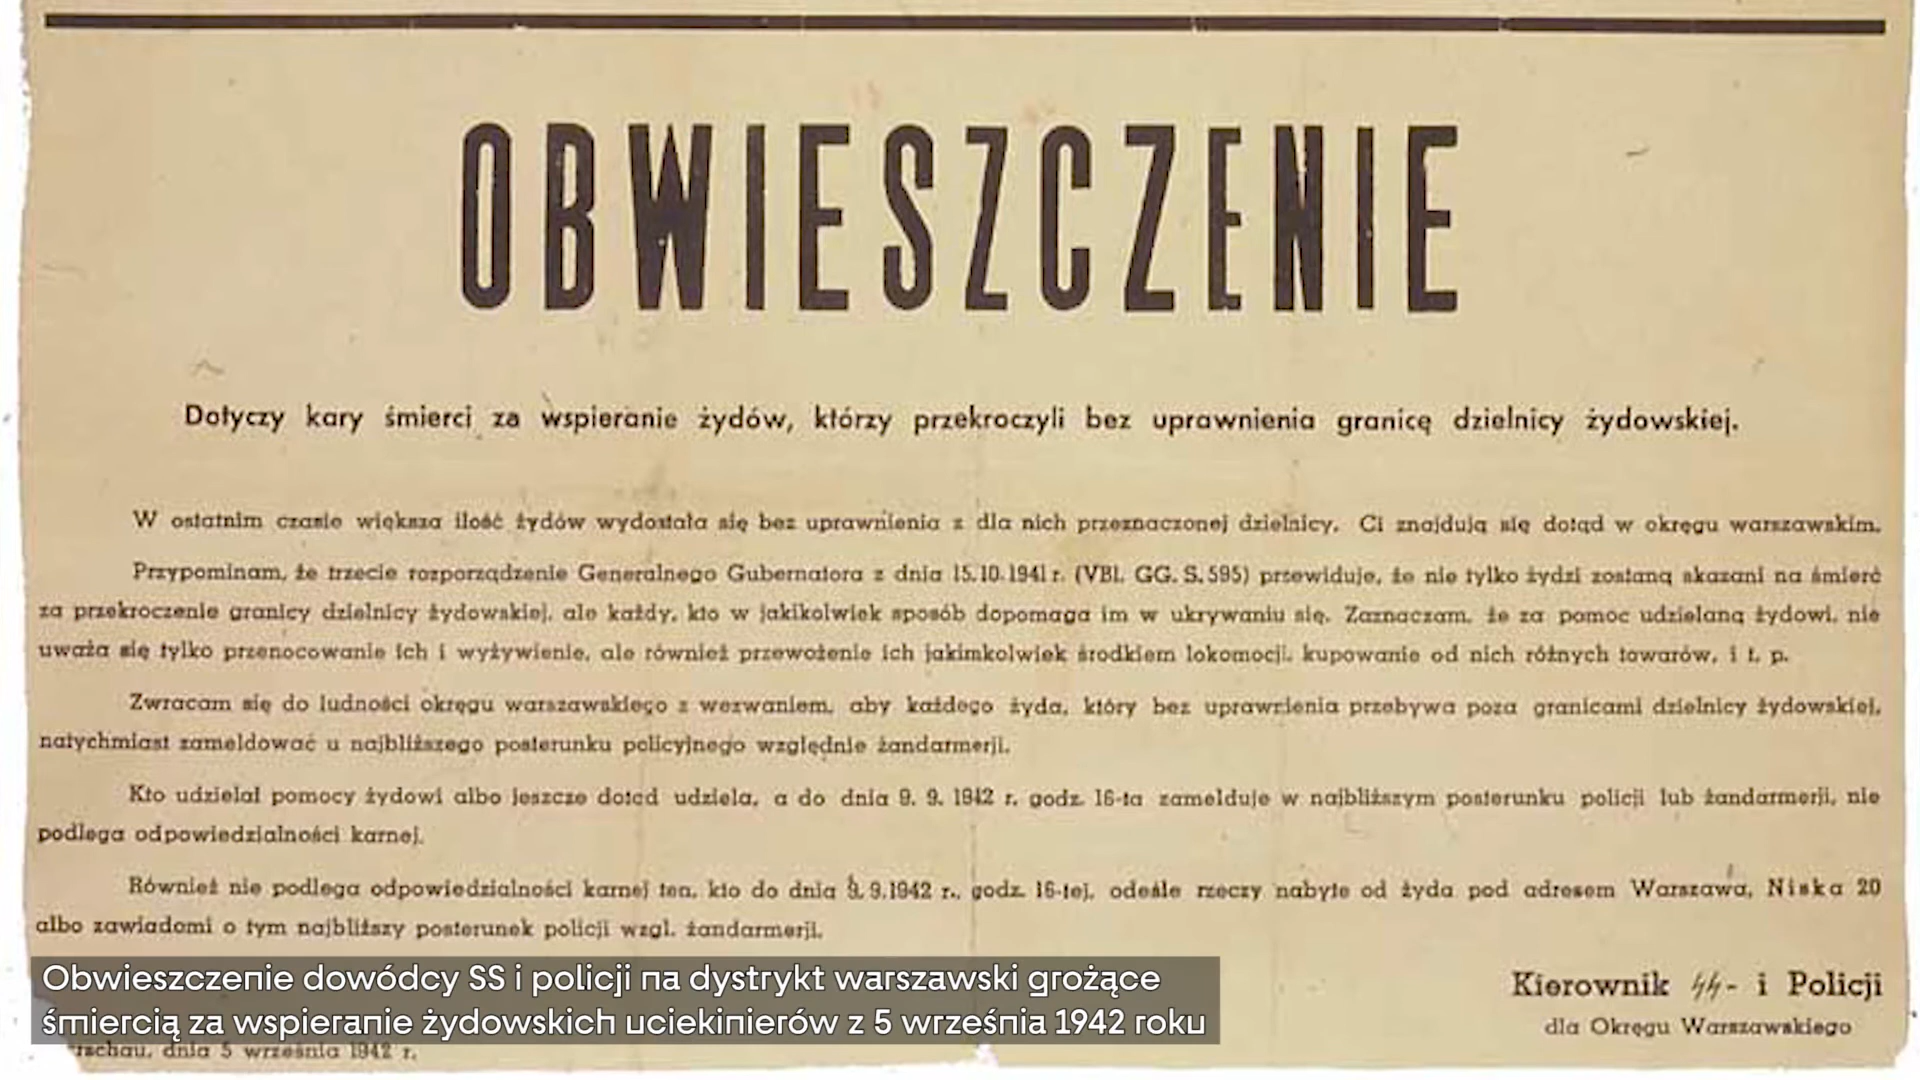 OBWIESZCZENIE
Dotyczy kary śmierci za wspieranie żydów, którzy przekroczyli bez uprawnienia granicę dzielnicy żydowskiej.
W ostatnim czasie większa ilość żydów wydostała się bez uprawnienia z dla nich przeznaczonej dzielnicy. Ci znajdują się dotąd w okręgu warszawskim.
Przypominam, że trzecie rozporządzenie Generalnego Gubernatora z dnia 15.10.1941 r. (VBl. GG. S. 595) przewiduje, że nie tylko żydzi zostaną skazani na śmierć
za przekroczenie granicy dzielnicy żydowskiej, ale każdy, kto w jakikolwiek sposób dopomaga im w ukrywaniu się. Zaznaczam, że za pomoc udzielaną żydowi, nie
uważa się tylko przenocowanie ich i wyżywienie, ale również przewożenie ich jakimkolwiek środkiem lokomocji, kupowanie od nich różnych towarów, i t. p.
Zwracam się do ludności okręgu warszawskiego z wezwaniem, aby każdego żyda, który bez uprawnienia przebywa poza granicami dzielnicy żydowskiej,
natychmiast zameldować u najbliższego posterunku policyjnego względnie żandarmerji.
Kto udzielał pomocy żydowi albo jeszcze dotąd udziela, a do dnia 9. 9. 1942 r. godz. 16-ta zamelduje w najbliższym posterunku policji lub żandarmerji, nie
podlega odpowiedzialności karnej.
Również nie podlega odpowiedzialności karnej ten, kto do dnia 9. 9.1942 r., godz. 16-tej, odeśle rzeczy nabyte od żyda pod adresem Warszawa, Niska 20
albo zawiadomi o tym najbliższy posterunek policji wzgl. żandarmerji.
Kierownik SS- i Policji
dla Okręgu Warszawskiego
Obwieszczenie dowódcy SS i policji na dystrykt warszawski grożące
śmiercią za wspieranie żydowskich uciekinierów z 5 września 1942 roku
dnia 5 września 1942 r.